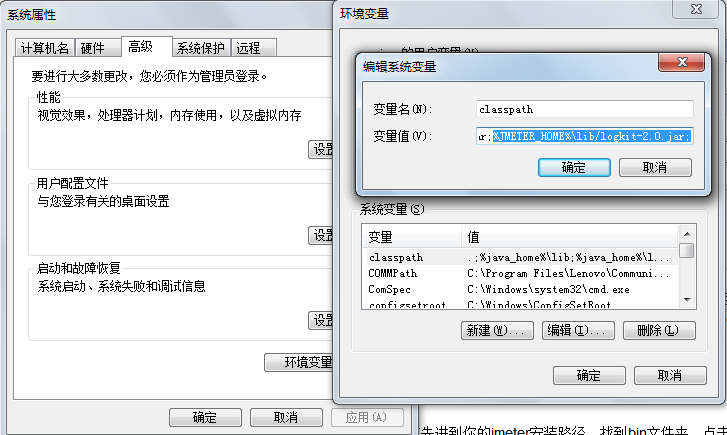 系统属性
计算机名 硬件 高级 系统保护 远程
要进行大多数更改，您必须作为管理员登录。
性能
视觉效果，处理器计划，内存使用，以及虚拟内存
设置
用户配置文件
与您登录有关的桌面设置
设置
启动和故障恢复
系统启动、系统失败和调试信息
设置
环境变量
确定 取消 应用(A)
环境变量
的用户变量(U)
编辑系统变量
变量名(N): classpath
变量值(V): ar;%JMETER_HOME%\lib/logkit-2.0.jar;
确定 取消
系统变量(S)
变量 值
classpath .;%java_home%\lib;%java_home%\l...
COMMPath C:\Program Files\Lenovo\Communi...
ComSpec C:\Windows\system32\cmd.exe
configsetroot C:\Windows\ConfigSetRoot
新建(W)... 编辑(I)... 删除(L)
确定 取消
先进到你的jmeter安装路径，找到bin文件夹，点击